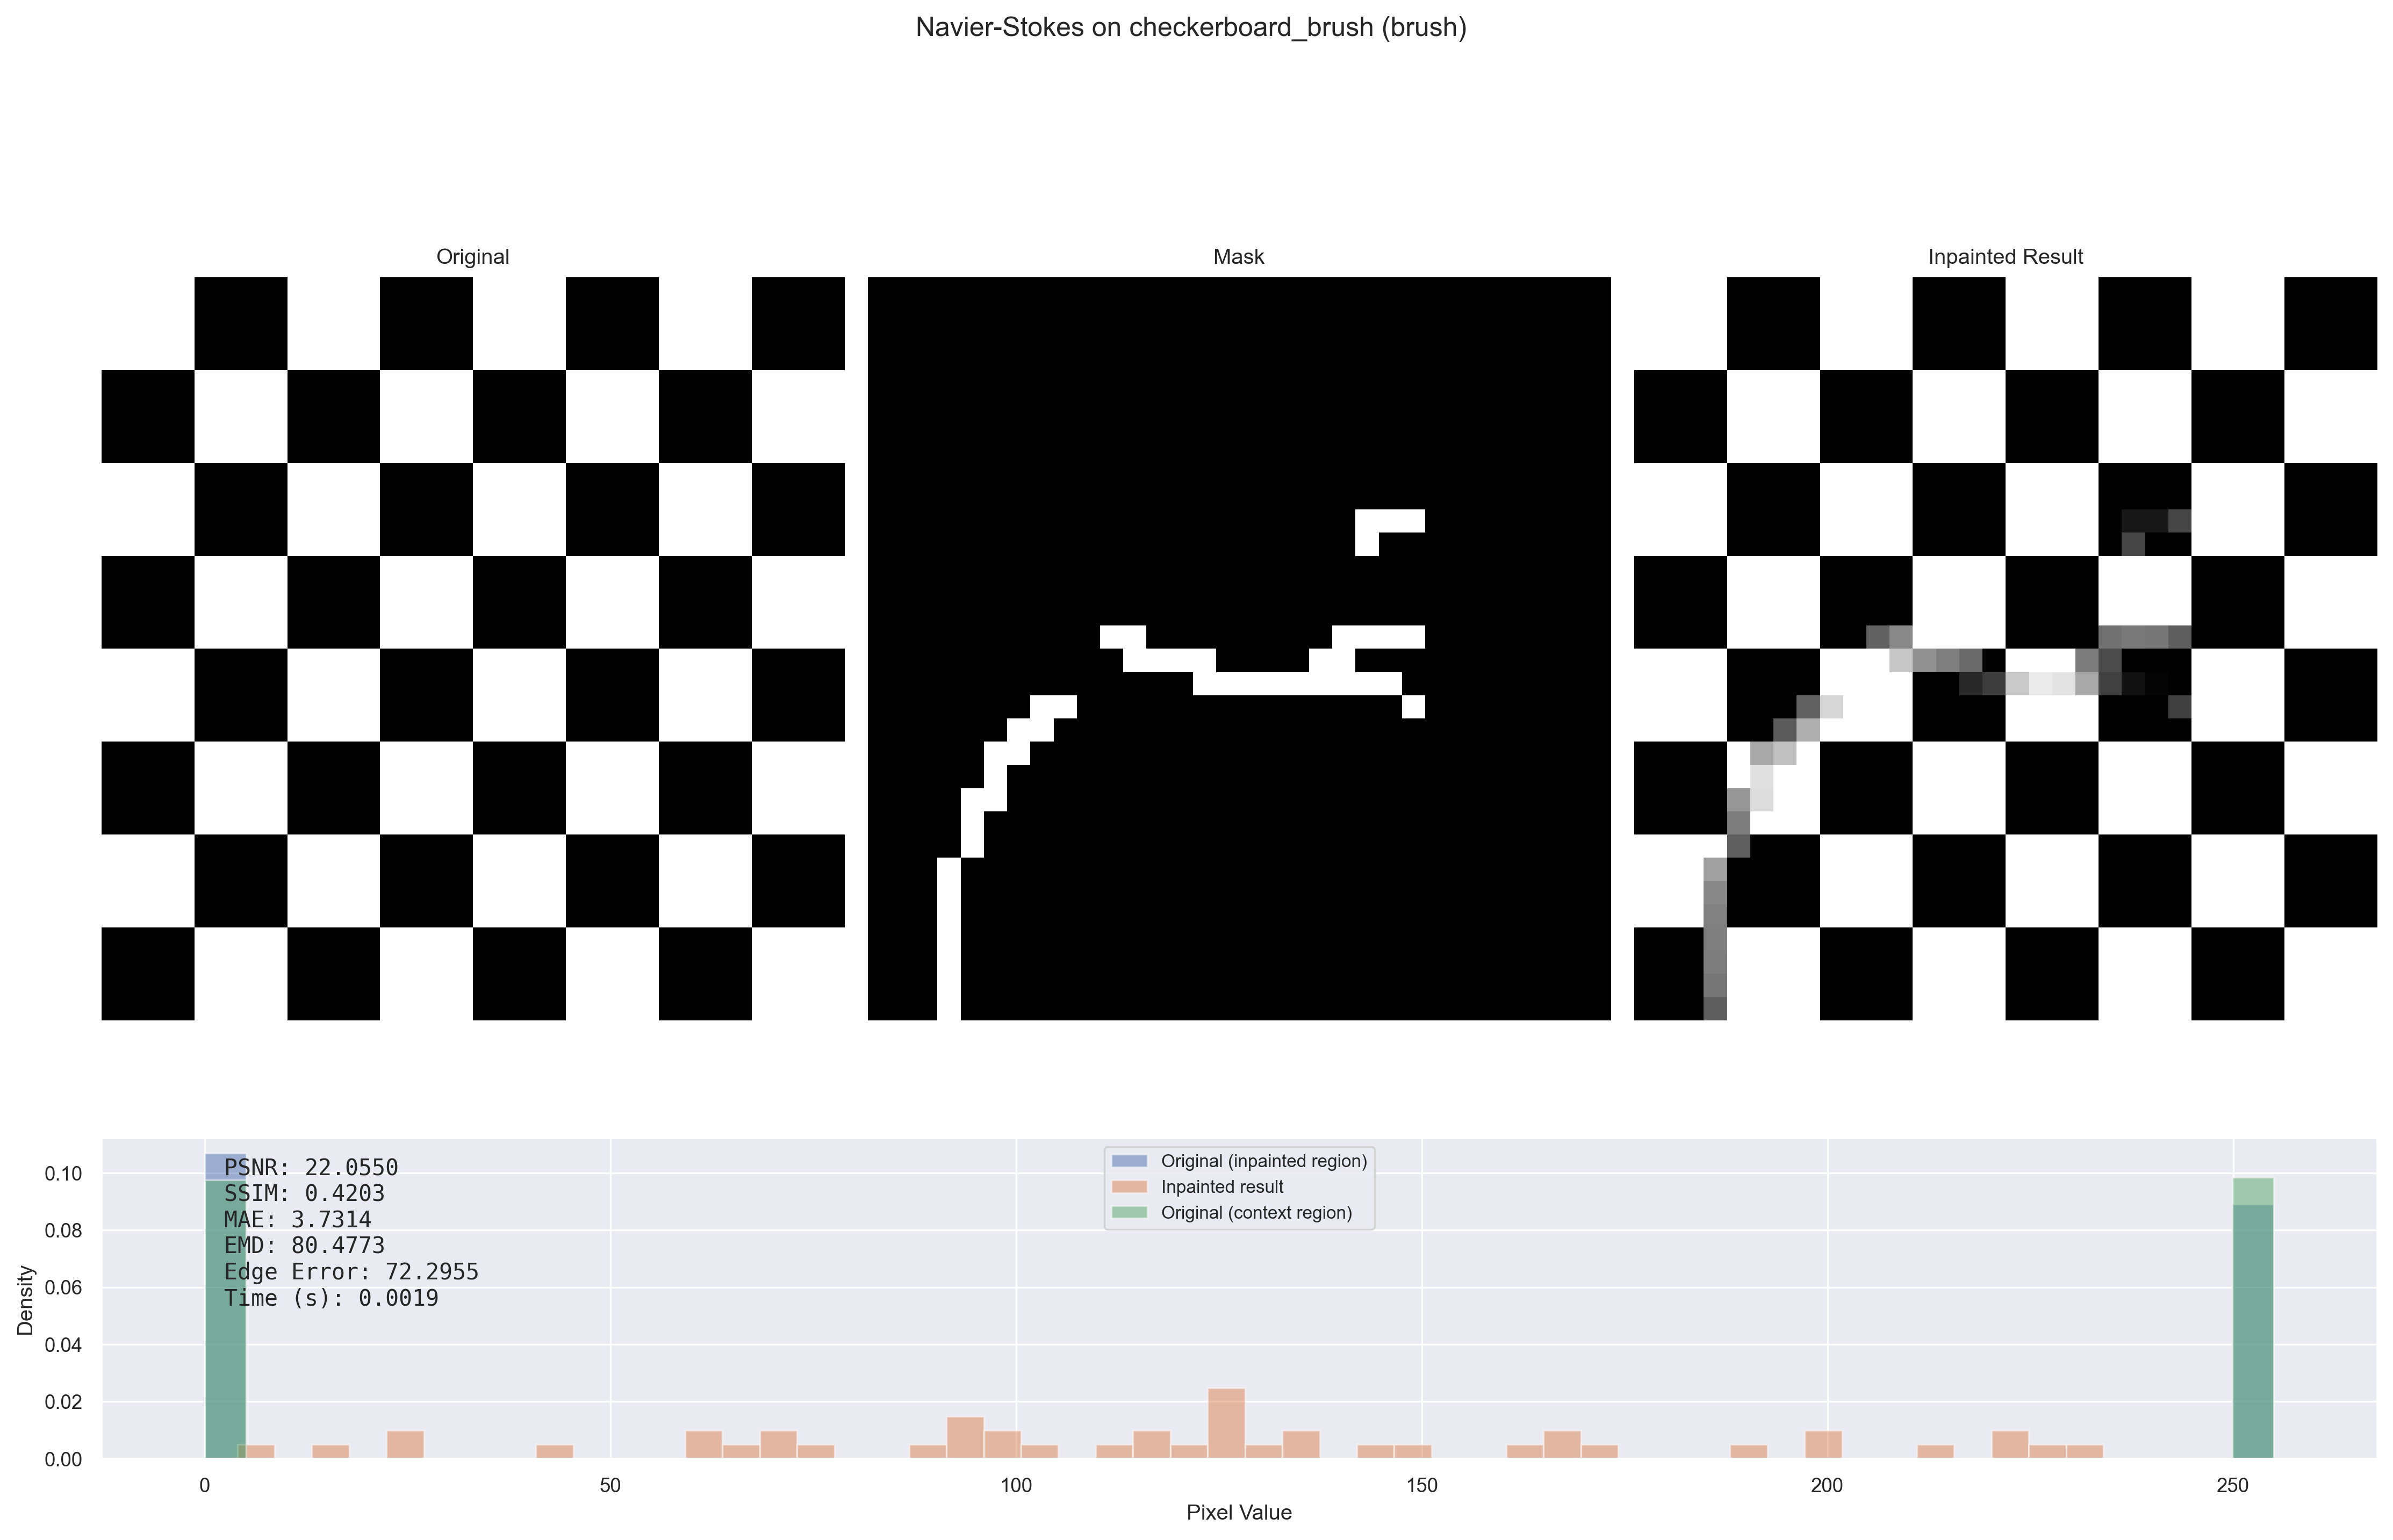 Navier-Stokes on checkerboard_brush (brush)
Original
Mask
Inpainted Result
Density
0.10
0.08
0.06
0.04
0.02
0.00
PSNR: 22.0550
SSIM: 0.4203
MAE: 3.7314
EMD: 80.4773
Edge Error: 72.2955
Time (s): 0.0019
Original (inpainted region)
Inpainted result
Original (context region)
0
50
100
150
200
250
Pixel Value